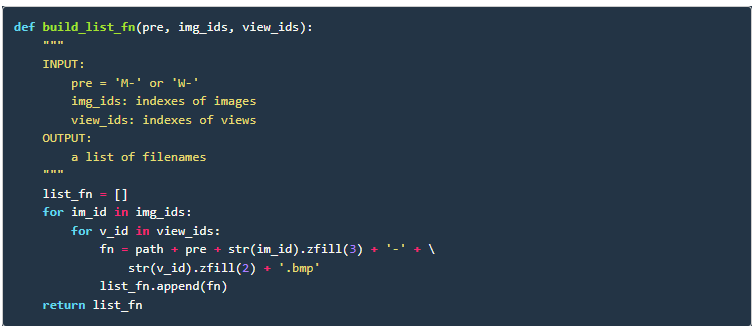 def build_list_fn(pre, img_ids, view_ids):
    """
    INPUT:
        pre = 'M-' or 'W-'
        img_ids: indexes of images
        view_ids: indexes of views
    OUTPUT:
        a list of filenames
    """
    list_fn = []
    for im_id in img_ids:
        for v_id in view_ids:
            fn = path + pre + str(im_id).zfill(3) + '-' + \
                str(v_id).zfill(2) + '.bmp'
            list_fn.append(fn)
    return list_fn